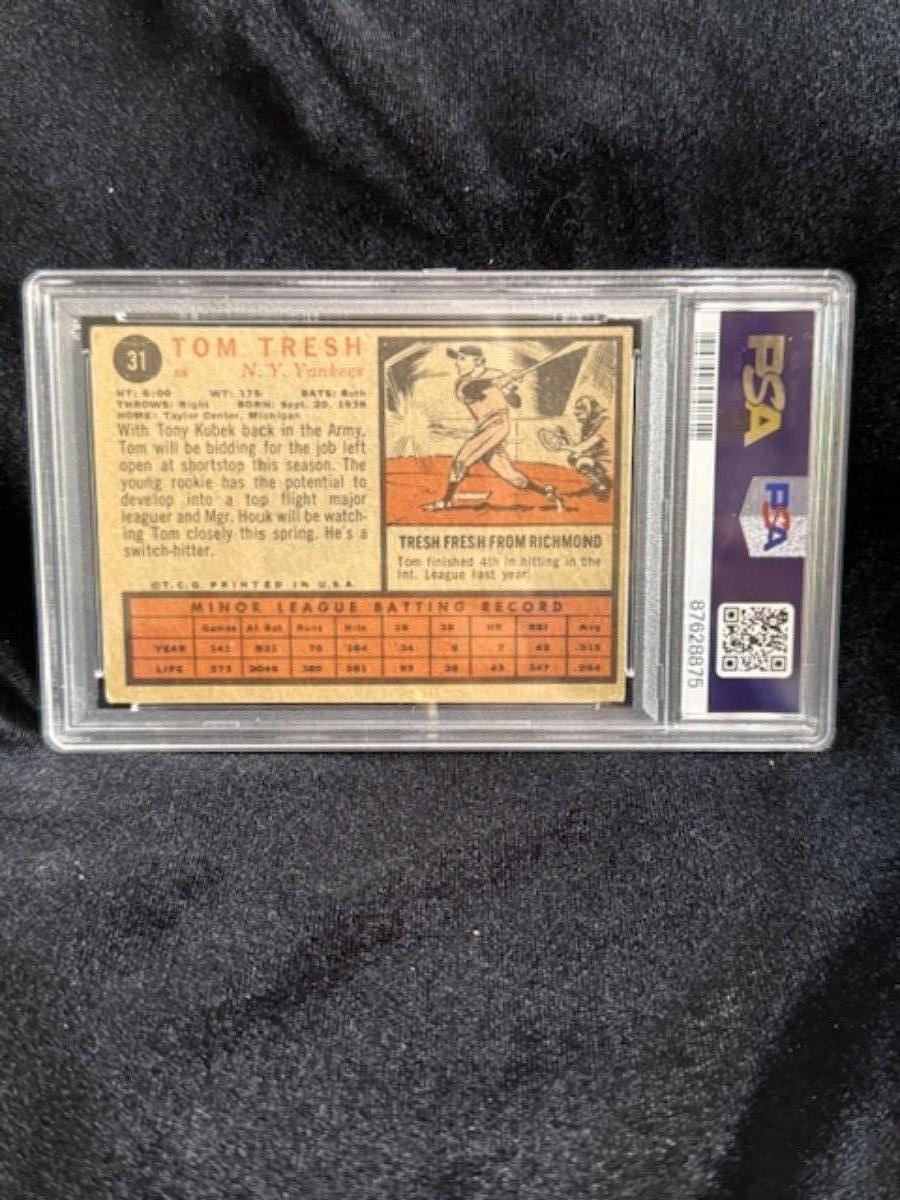 31
TOM TRESH
ss N. Y. Yankees
HT: 6:00 WT: 175 BATS: Both
THROWS: Right BORN: Sept. 20, 1938
HOME: Taylor Center, Michigan
With Tony Kubek back in the Army,
Tom will be bidding for the job left
open at shortstop this season. The
young rookie has the potential to
develop into a top flight major
leaguer and Mgr. Houk will be watch-
ing Tom closely this spring. He's a
switch-hitter.
©T.C.G. PRINTED IN U.S.A.
TRESH FRESH FROM RICHMOND
Tom finished 4th in hitting in the
Int. League last year.
MINOR LEAGUE BATTING RECORD
Games At Bat Runs Hits 2B 3B HR RBI Avg.
YEAR
LIFE
PSA
PSA
87628875